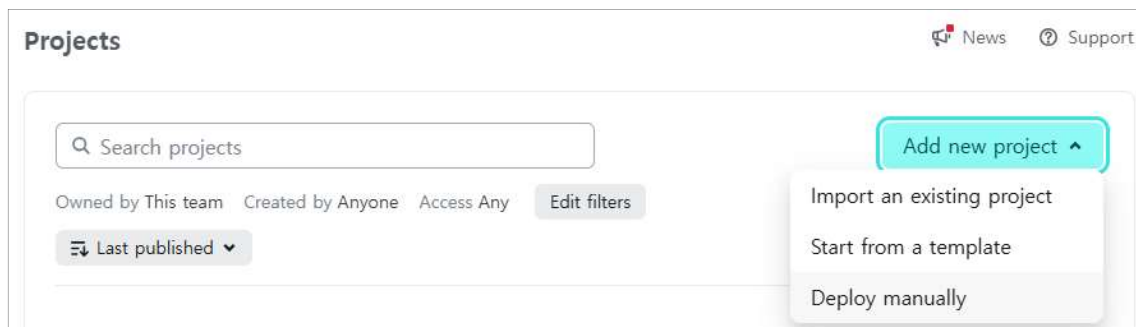 Projects
News
Support
Search projects
Add new project
Owned by This team Created by Anyone Access Any Edit filters
Last published
Import an existing project
Start from a template
Deploy manually